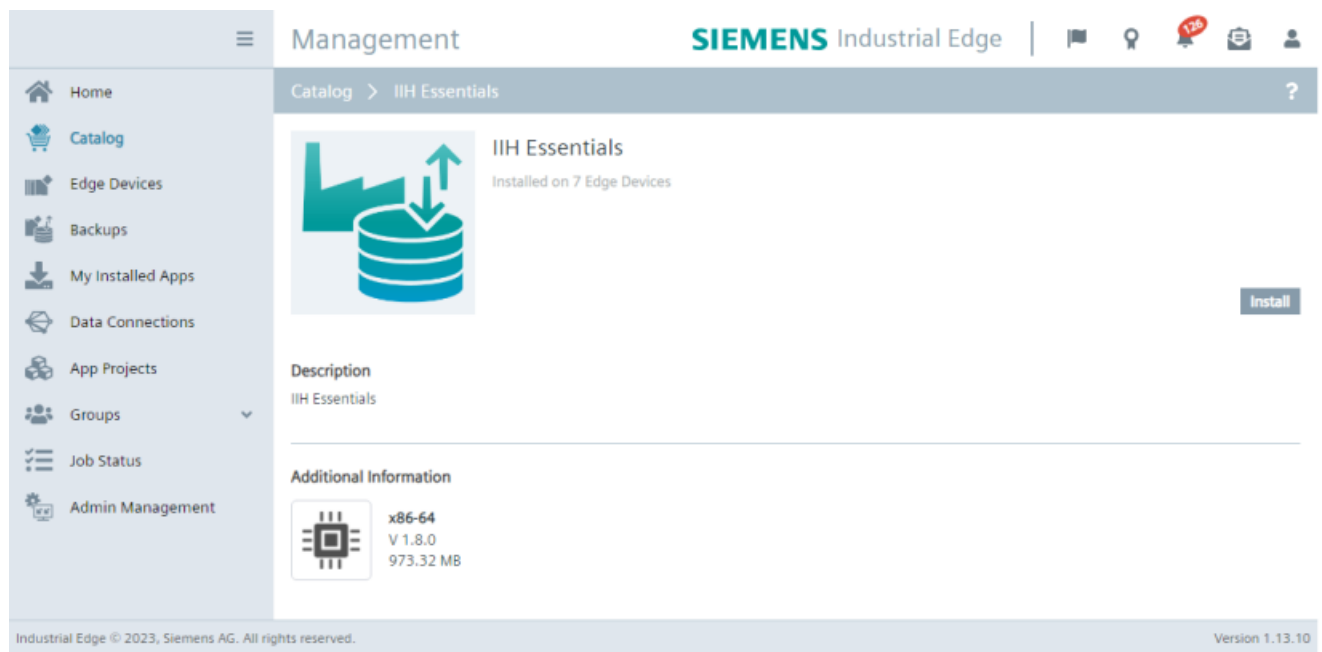 Management
SIEMENS Industrial Edge
126
Home
Catalog
Edge Devices
Backups
My Installed Apps
Data Connections
App Projects
Groups
Job Status
Admin Management
Catalog > IIH Essentials ?
IIH Essentials
Installed on 7 Edge Devices
Install
Description
IIH Essentials
Additional Information
x86-64
V 1.8.0
973.32 MB
Industrial Edge © 2023, Siemens AG. All rights reserved.
Version 1.13.10